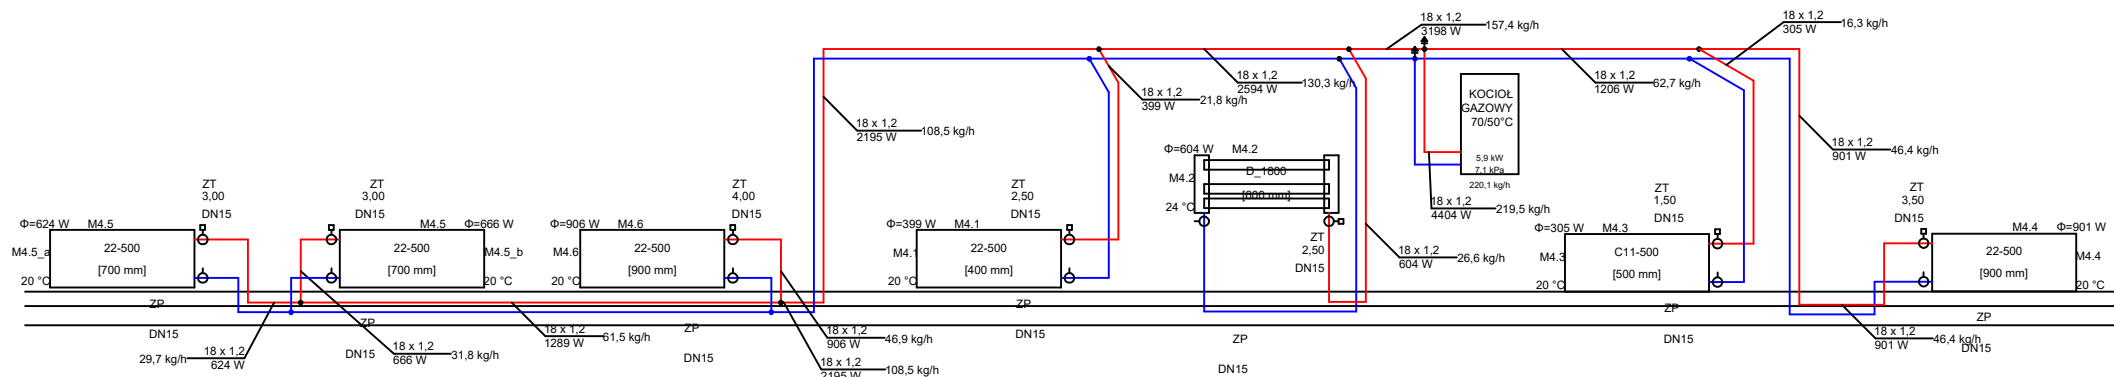 18 x 1,2
3198 W
157,4 kg/h
18 x 1,2
305 W
16,3 kg/h
18 x 1,2
2594 W
130,3 kg/h
18 x 1,2
399 W
21,8 kg/h
18 x 1,2
1206 W
62,7 kg/h
KOCIOŁ
GAZOWY
70/50°C
5,9 kW
7,1 kPa
220,1 kg/h
18 x 1,2
2195 W
108,5 kg/h
18 x 1,2
901 W
46,4 kg/h
ZT
3,00
DN15
ZT
3,00
DN15
ZT
4,00
DN15
ZT
2,50
DN15
Φ=604 W
M4.2
M4.2
D_1800
[600 mm]
24 °C
ZT
2,50
DN15
18 x 1,2
4404 W
219,5 kg/h
18 x 1,2
604 W
26,6 kg/h
ZT
1,50
DN15
ZT
3,50
DN15
Φ=624 W
M4.5
M4.5_a
22-500
[700 mm]
20 °C
M4.5
Φ=666 W
22-500
[700 mm]
M4.5_b
20 °C
Φ=906 W
M4.6
M4.6
22-500
[900 mm]
20 °C
Φ=399 W
M4.1
M4.1
22-500
[400 mm]
20 °C
Φ=305 W
M4.3
M4.3
C11-500
[500 mm]
20 °C
M4.4
Φ=901 W
22-500
[900 mm]
M4.4
20 °C
ZP
DN15
ZP
DN15
ZP
DN15
ZP
DN15
ZP
DN15
ZP
DN15
ZP
DN15
29,7 kg/h
18 x 1,2
624 W
18 x 1,2
666 W
31,8 kg/h
18 x 1,2
1289 W
61,5 kg/h
18 x 1,2
906 W
46,9 kg/h
18 x 1,2
2195 W
108,5 kg/h
18 x 1,2
901 W
46,4 kg/h